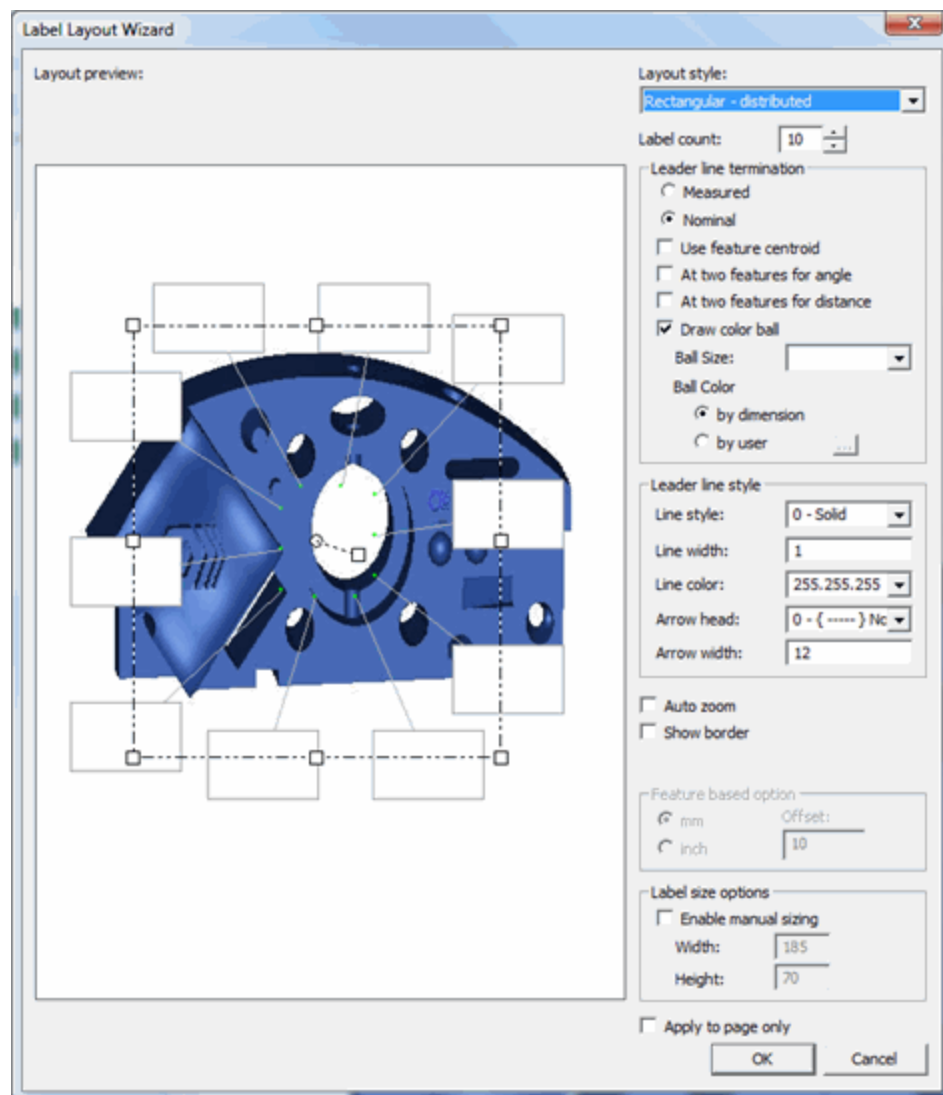 Label Layout Wizard
Layout preview:
Layout style:
Rectangular - distributed
Label count: 10
Leader line termination
Measured
Nominal
Use feature centroid
At two features for angle
At two features for distance
Draw color ball
Ball Size:
Ball Color
by dimension
by user ...
Leader line style
Line style: 0 - Solid
Line width: 1
Line color: 255.255.255
Arrow head: 0 - { ----- } Nc
Arrow width: 12
Auto zoom
Show border
Feature based option
mm Offset:
inch 10
Label size options
Enable manual sizing
Width: 185
Height: 70
Apply to page only
OK Cancel